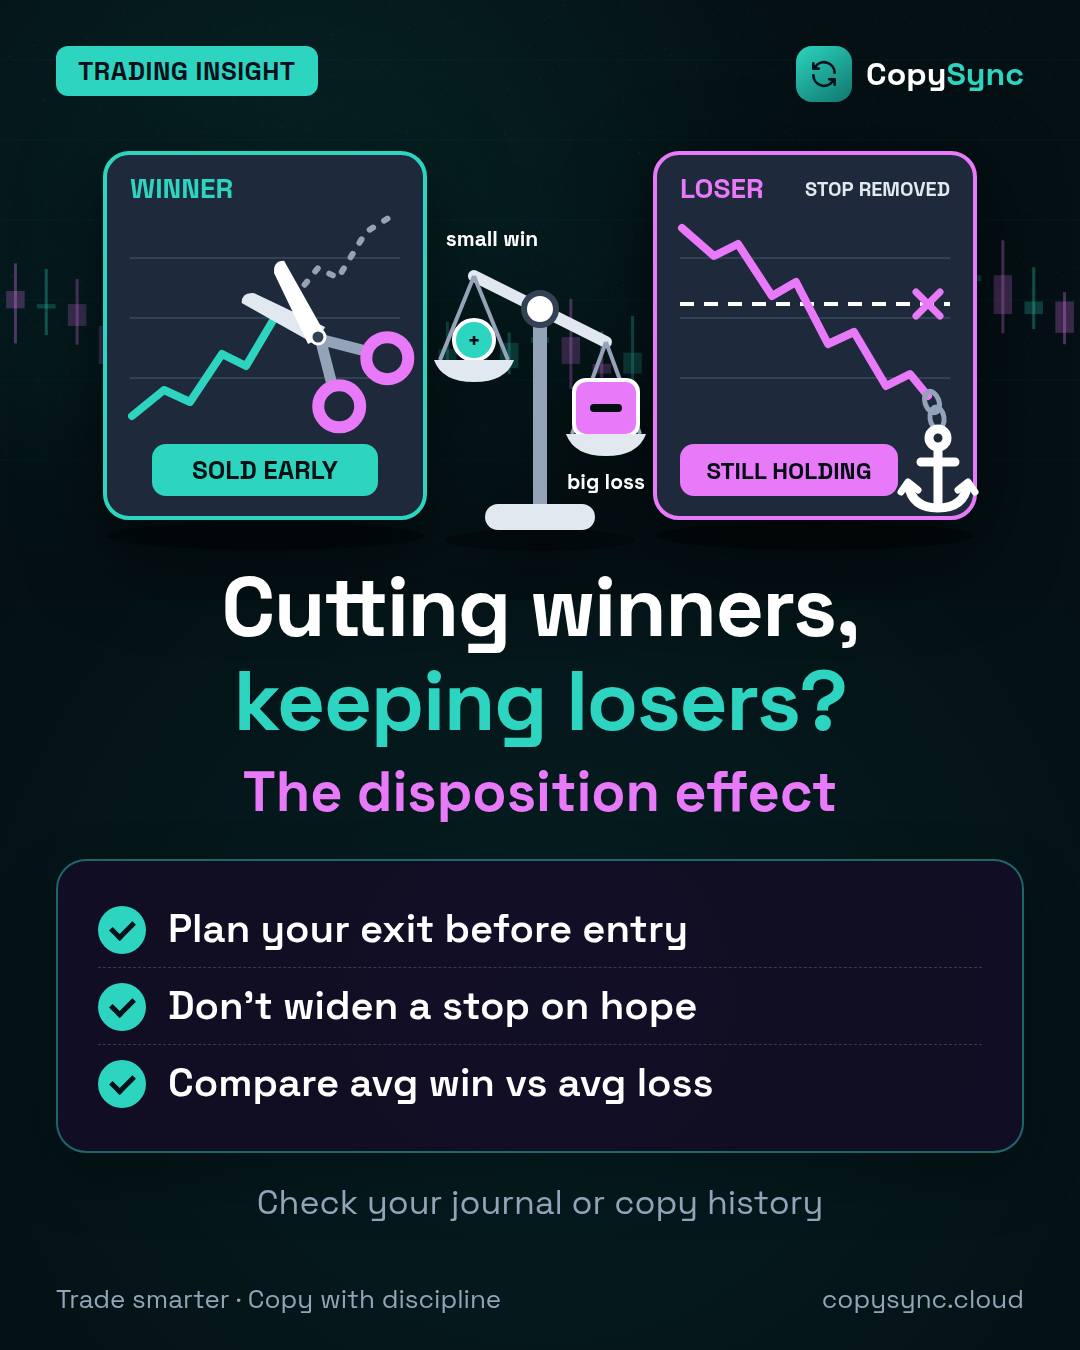 TRADING INSIGHT
CopySync
WINNER
LOSER
STOP REMOVED
small win
+
SOLD EARLY
STILL HOLDING
big loss
Cutting winners,
keeping losers?
The disposition effect
Plan your exit before entry
Don't widen a stop on hope
Compare avg win vs avg loss
Check your journal or copy history
Trade smarter · Copy with discipline
copysync.cloud